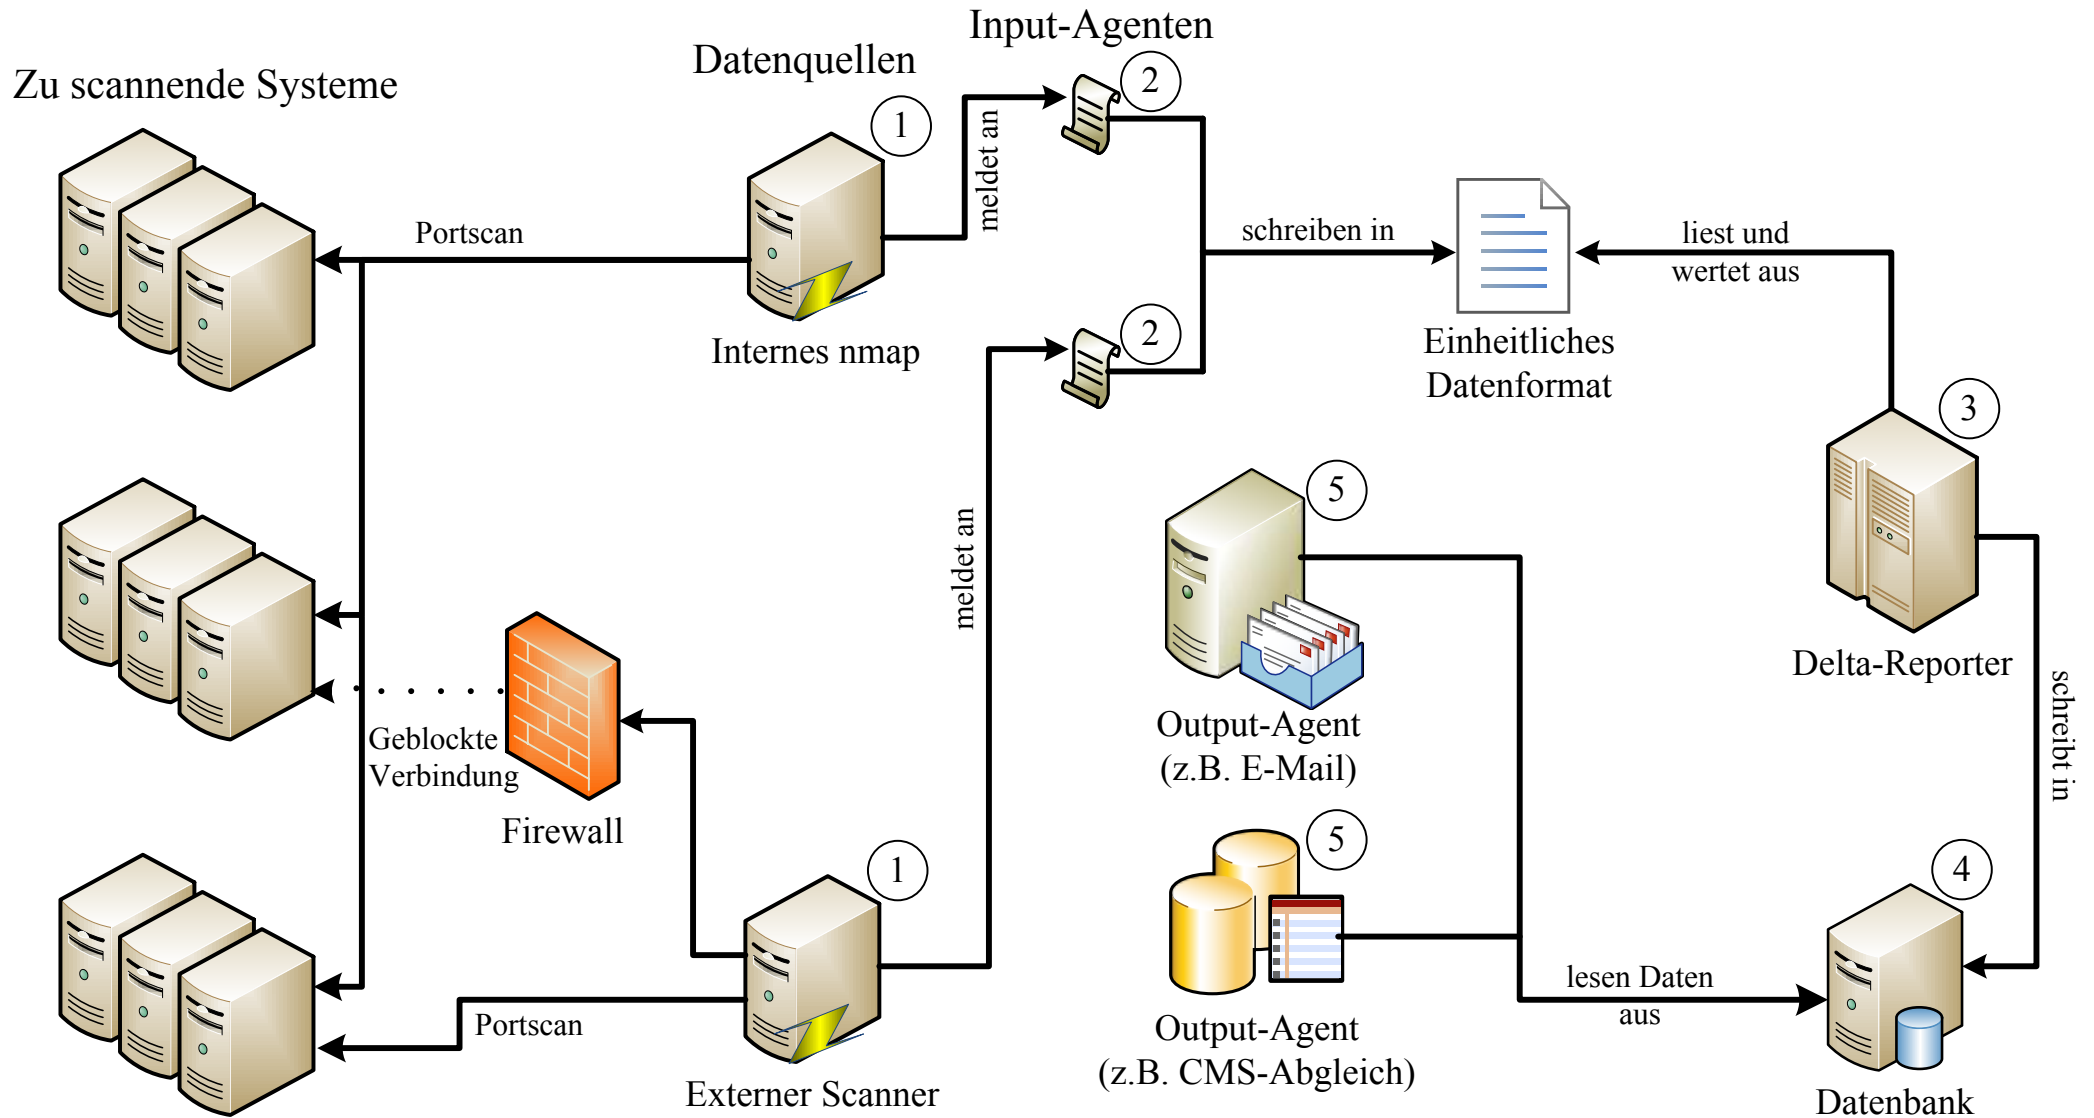 Zu scannende Systeme
Datenquellen
Input-Agenten
1
2
meldet an
Portscan
Internes nmap
2
schreiben in
Einheitliches
Datenformat
liest und
wertet aus
3
Delta-Reporter
schreibt in
meldet an
5
Output-Agent
(z.B. E-Mail)
Geblockte
Verbindung
Firewall
1
Portscan
Externer Scanner
5
Output-Agent
(z.B. CMS-Abgleich)
lesen Daten
aus
4
Datenbank